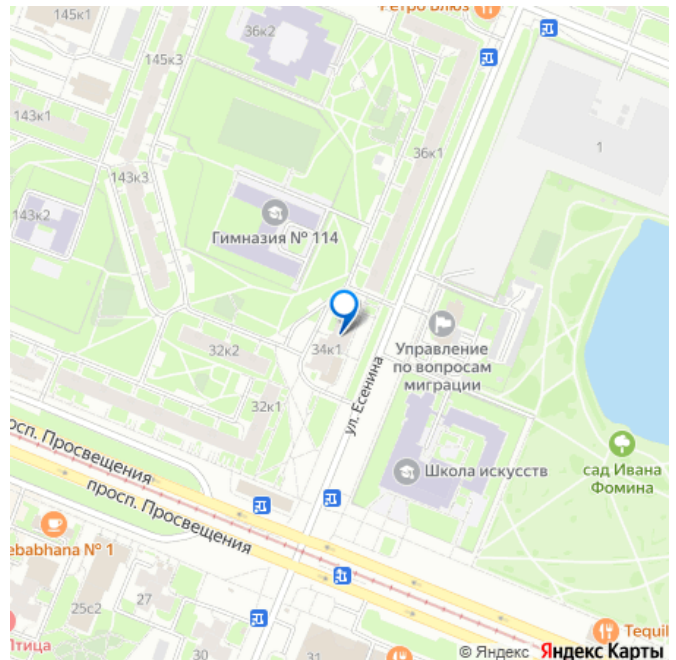 145к1
36к2
Ретро Блюз
145к3
143к1
36к1
1
143к3
143к2
Гимназия № 114
32к2
34к1
Управление
по вопросам
миграции
ул. Есенина
32к1
просп. Просвещения
Школа искусств
сад Ивана
Фомина
просп. Просвещения
ebabhana № 1
27
25с2
Птица
30
31
Tequil
© Яндекс Яндекс Карты